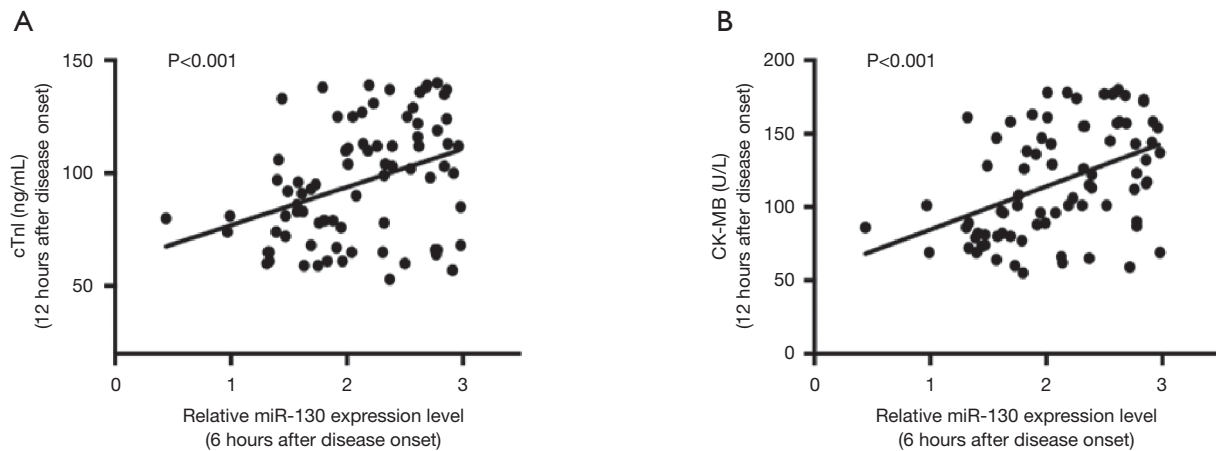 A
P<0.001
cTnI (ng/mL)
(12 hours after disease onset)
150
100
50
0
1
2
3
Relative miR-130 expression level
(6 hours after disease onset)
B
P<0.001
CK-MB (U/L)
(12 hours after disease onset)
200
150
100
50
0
0
1
2
3
Relative miR-130 expression level
(6 hours after disease onset)